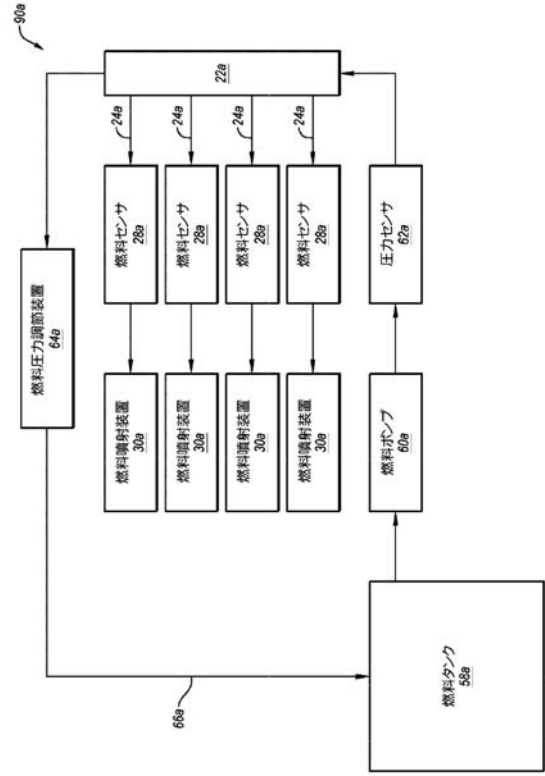 燃料タンク
58a
66a
燃料ポンプ
60a
燃料噴射装置
30a
燃料噴射装置
30a
燃料噴射装置
30a
燃料噴射装置
30a
燃料圧力調節装置
64a
圧力センサ
62a
燃料センサ
28a
燃料センサ
28a
燃料センサ
28a
燃料センサ
28a
24a
24a
24a
24a
22a
90a